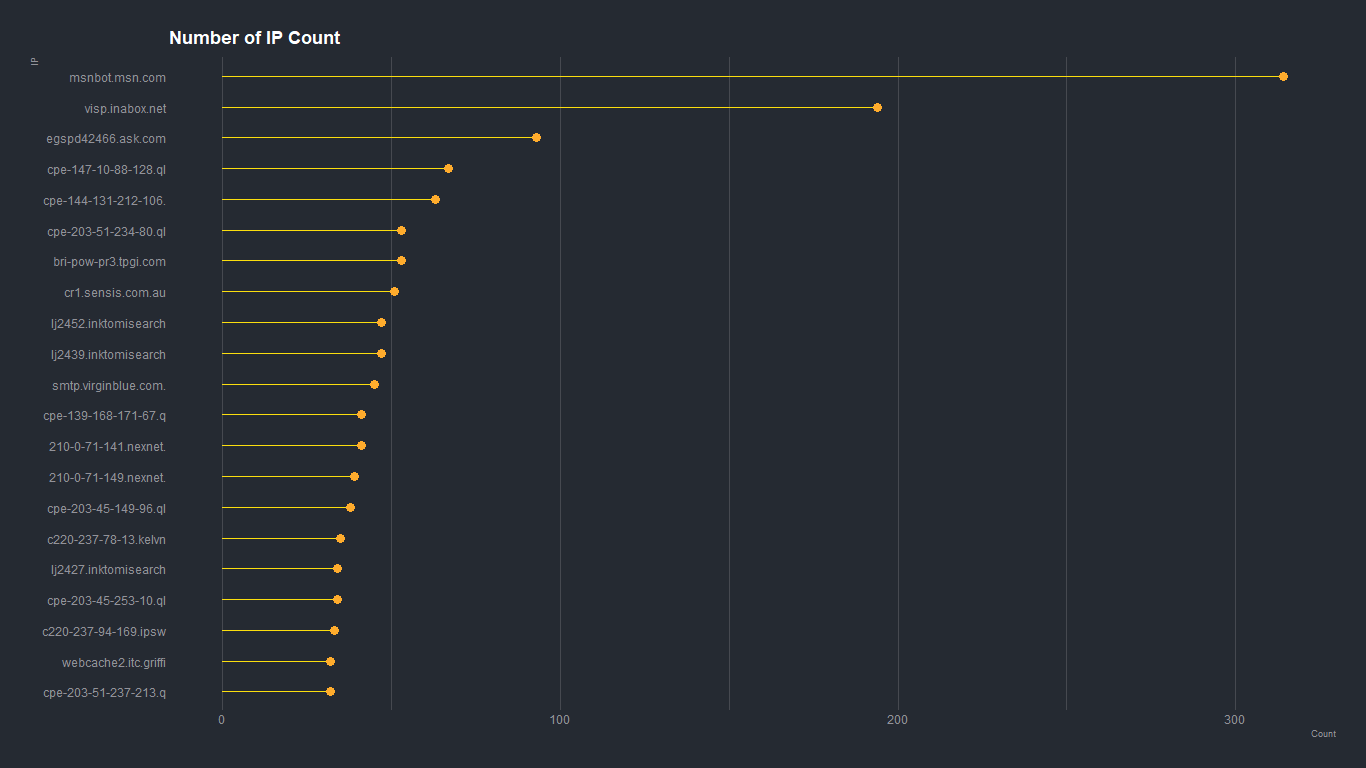 Number of IP Count
IP
msnbot.msn.com
visp.inabox.net
egspd42466.ask.com
cpe-147-10-88-128.ql
cpe-144-131-212-106.
cpe-203-51-234-80.ql
bri-pow-pr3.tpgi.com
cr1.sensis.com.au
lj2452.inktomisearch
lj2439.inktomisearch
smtp.virginblue.com.
cpe-139-168-171-67.q
210-0-71-141.nexnet.
210-0-71-149.nexnet.
cpe-203-45-149-96.ql
c220-237-78-13.kelvn
lj2427.inktomisearch
cpe-203-45-253-10.ql
c220-237-94-169.ipsw
webcache2.itc.griffi
cpe-203-51-237-213.q
0 100 200 300
Count